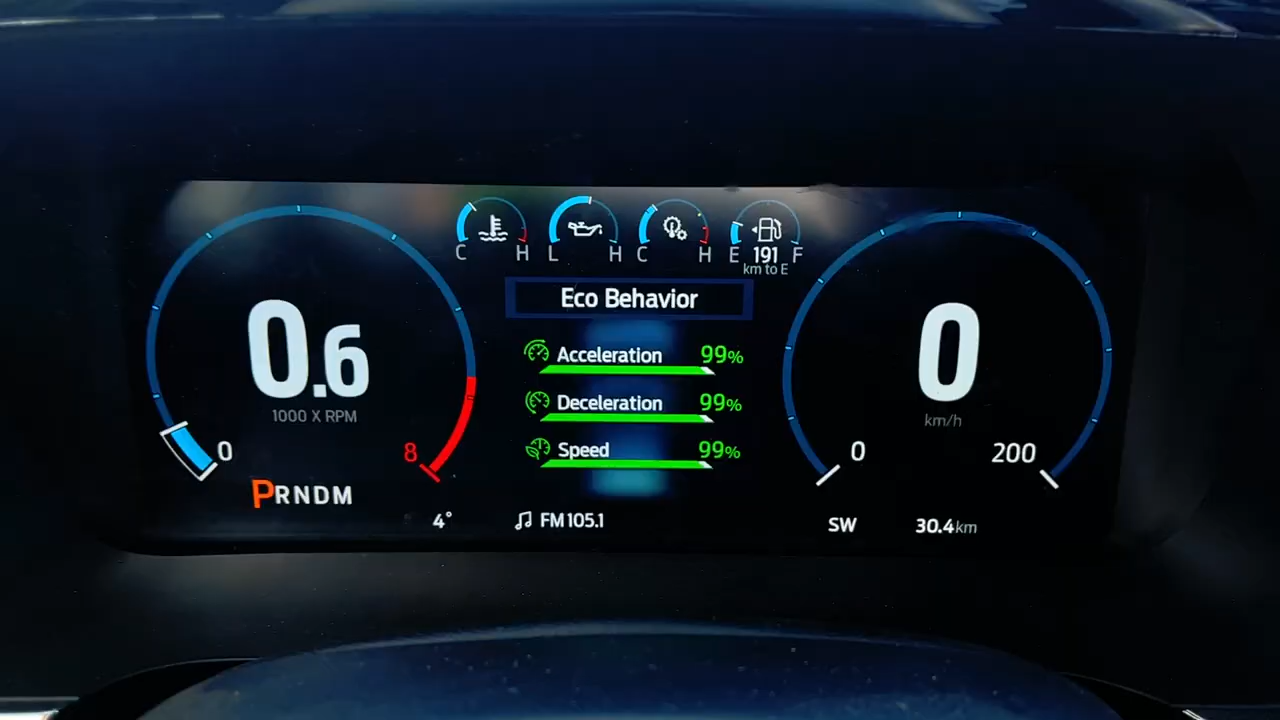 C H L H C H E 191 F
km to E
Eco Behavior
Acceleration 99%
Deceleration 99%
Speed 99%
0.6
1000 X RPM
0 8
PRNDM
4°
FM 105.1
0
km/h
0 200
SW 30.4km